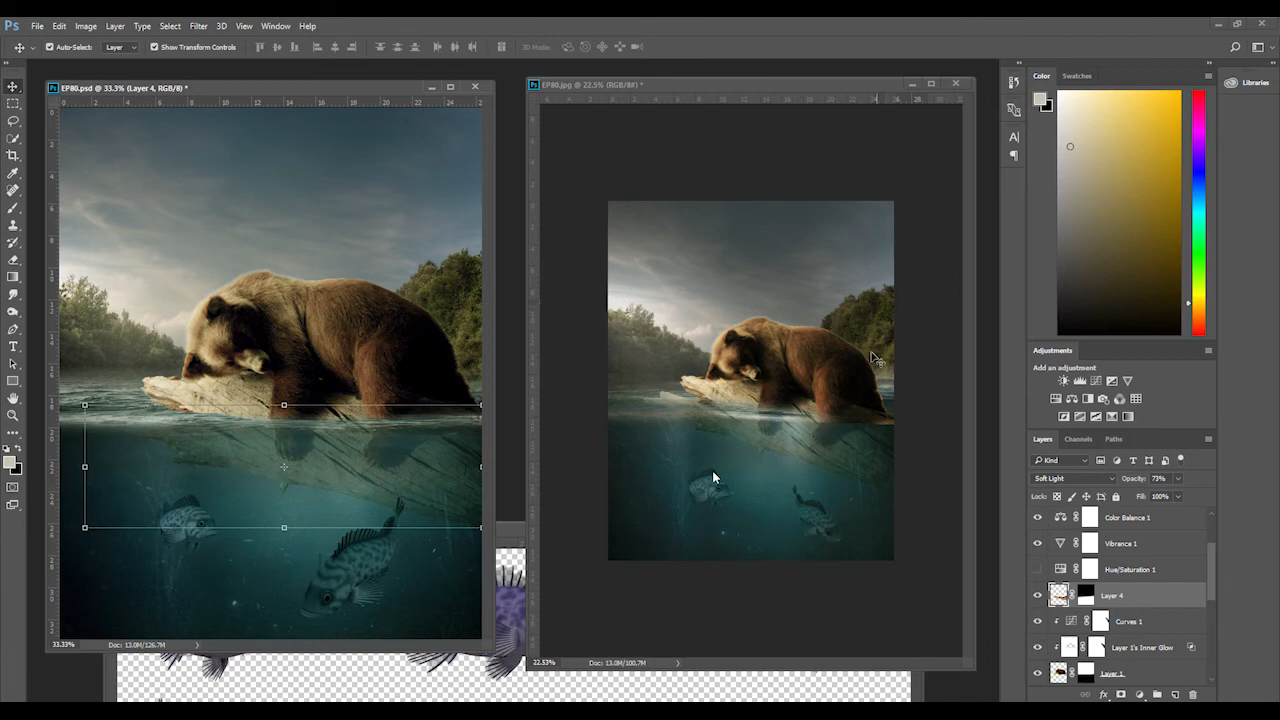 Ps File Edit Image Layer Type Select Filter 3D View Window Help
Auto-Select: Layer Show Transform Controls 3D Mode:
EP80.psd @ 33.3% (Layer 4, RGB/8) *
EP80.jpg @ 22.5% (RGB/8#) *
Color Swatches
Libraries
Adjustments
Add an adjustment
Layers Channels Paths
Kind
Soft Light Opacity: 73%
Lock: Fill: 100%
Color Balance 1
Vibrance 1
Hue/Saturation 1
Layer 4
Curves 1
Layer 1's Inner Glow
Layer 1
33.33% Doc: 13.0M/126.7M
22.53% Doc: 13.0M/100.7M